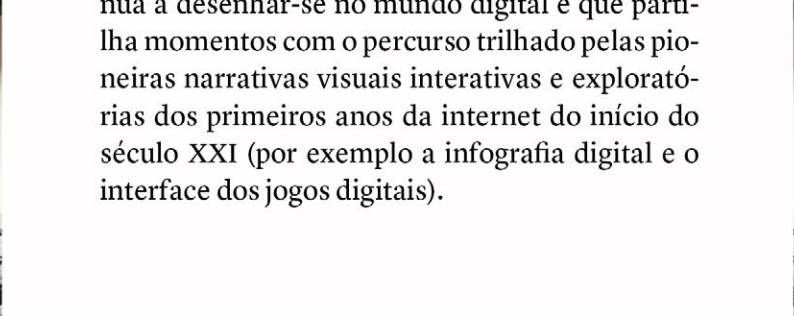 nua a desenhar-se no mundo digital e que parti-
lha momentos com o percurso trilhado pelas pio-
neiras narrativas visuais interativas e explorató-
rias dos primeiros anos da internet do início do
século XXI (por exemplo a infografia digital e o
interface dos jogos digitais).